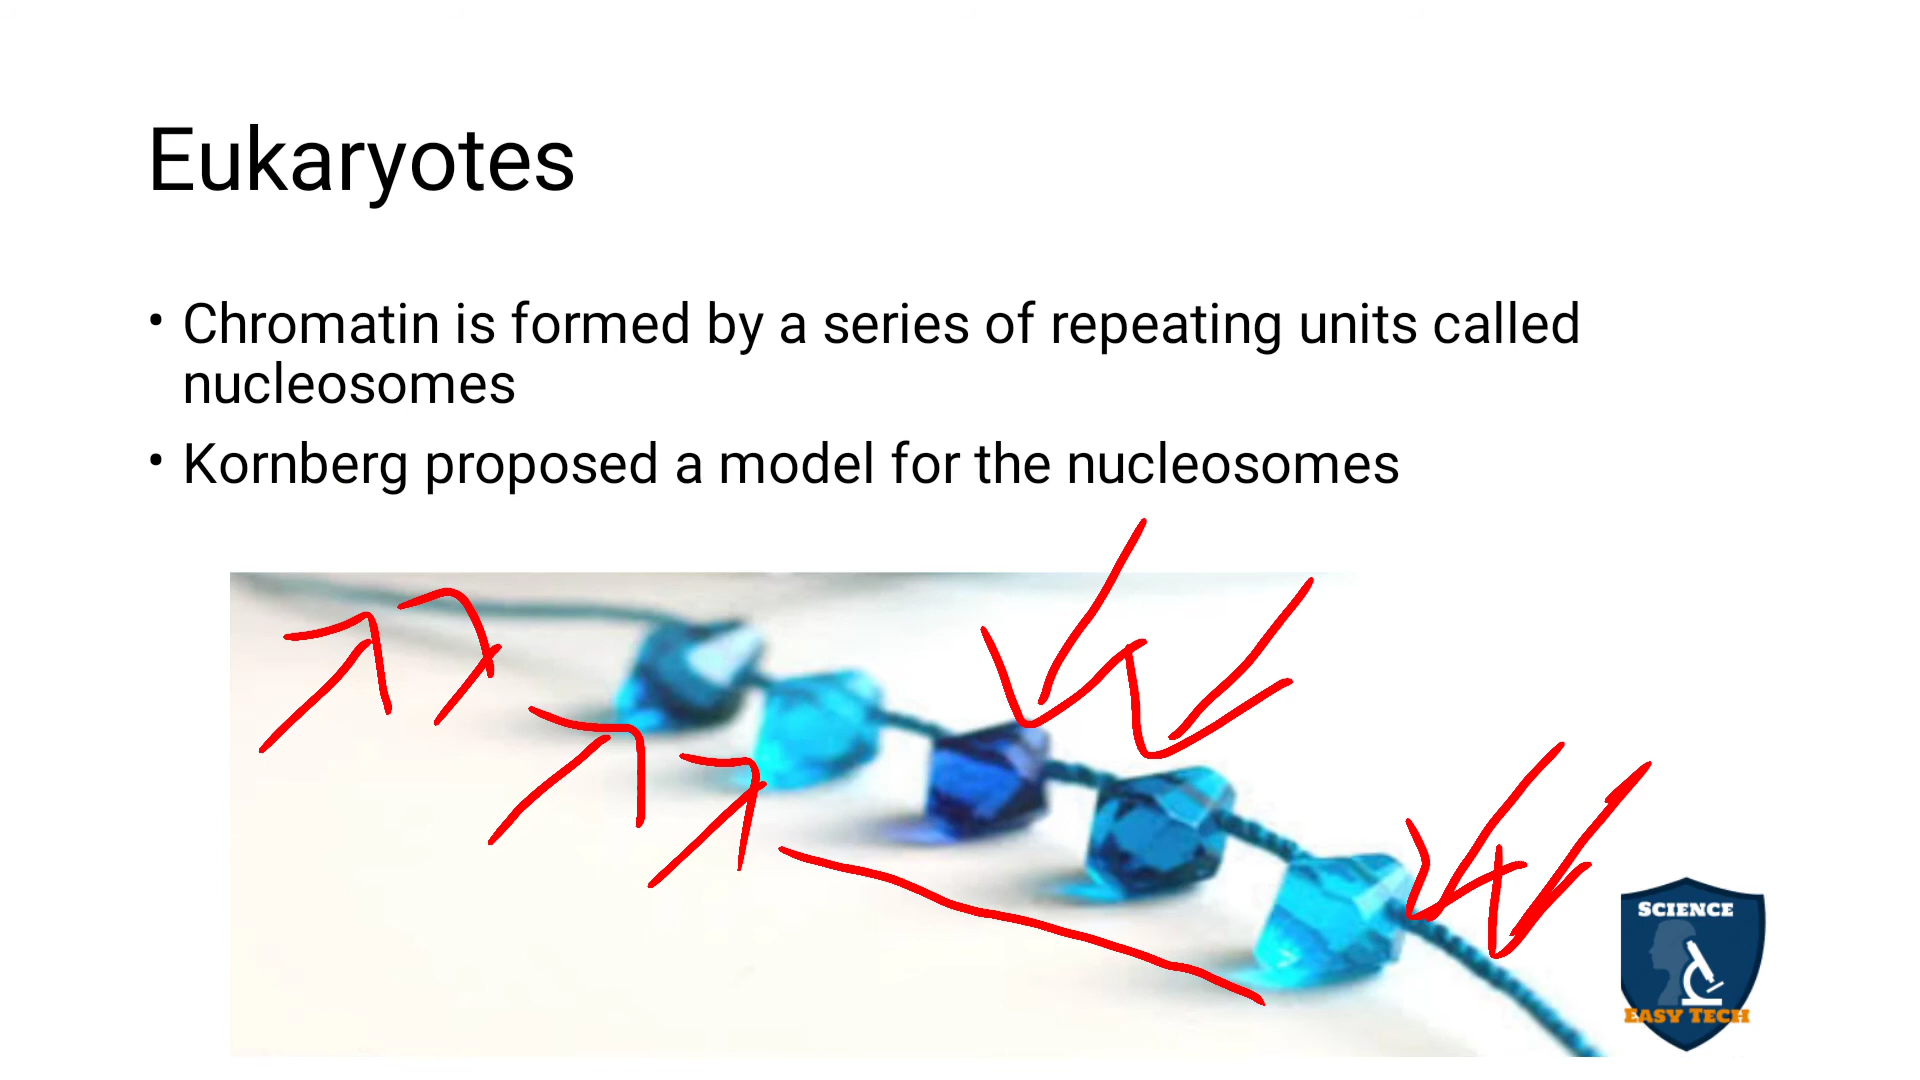 Eukaryotes
• Chromatin is formed by a series of repeating units called
nucleosomes
• Kornberg proposed a model for the nucleosomes
SCIENCE
EASY TECH